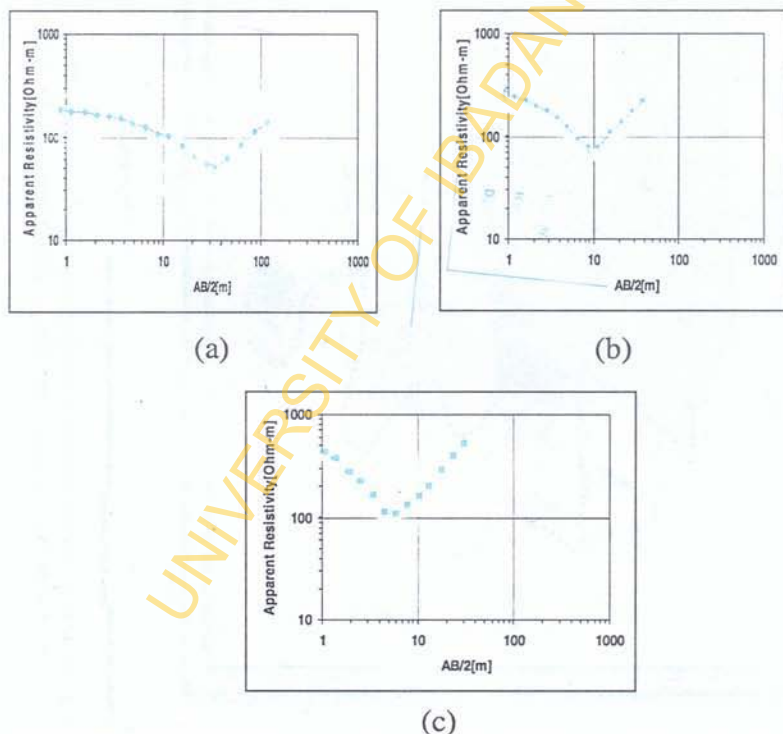 1000
100
10
1 10 100 1000
Apparent Resistivity[Ohm-m]
AB/2[m]
(a)
1000
100
10
1 10 100 1000
Apparent Resistivity[Ohm-m]
AB/2[m]
(b)
1000
100
10
1 10 100 1000
Apparent Resistivity[Ohm-m]
AB/2[m]
(c)
UNIVERSITY OF IBADAN